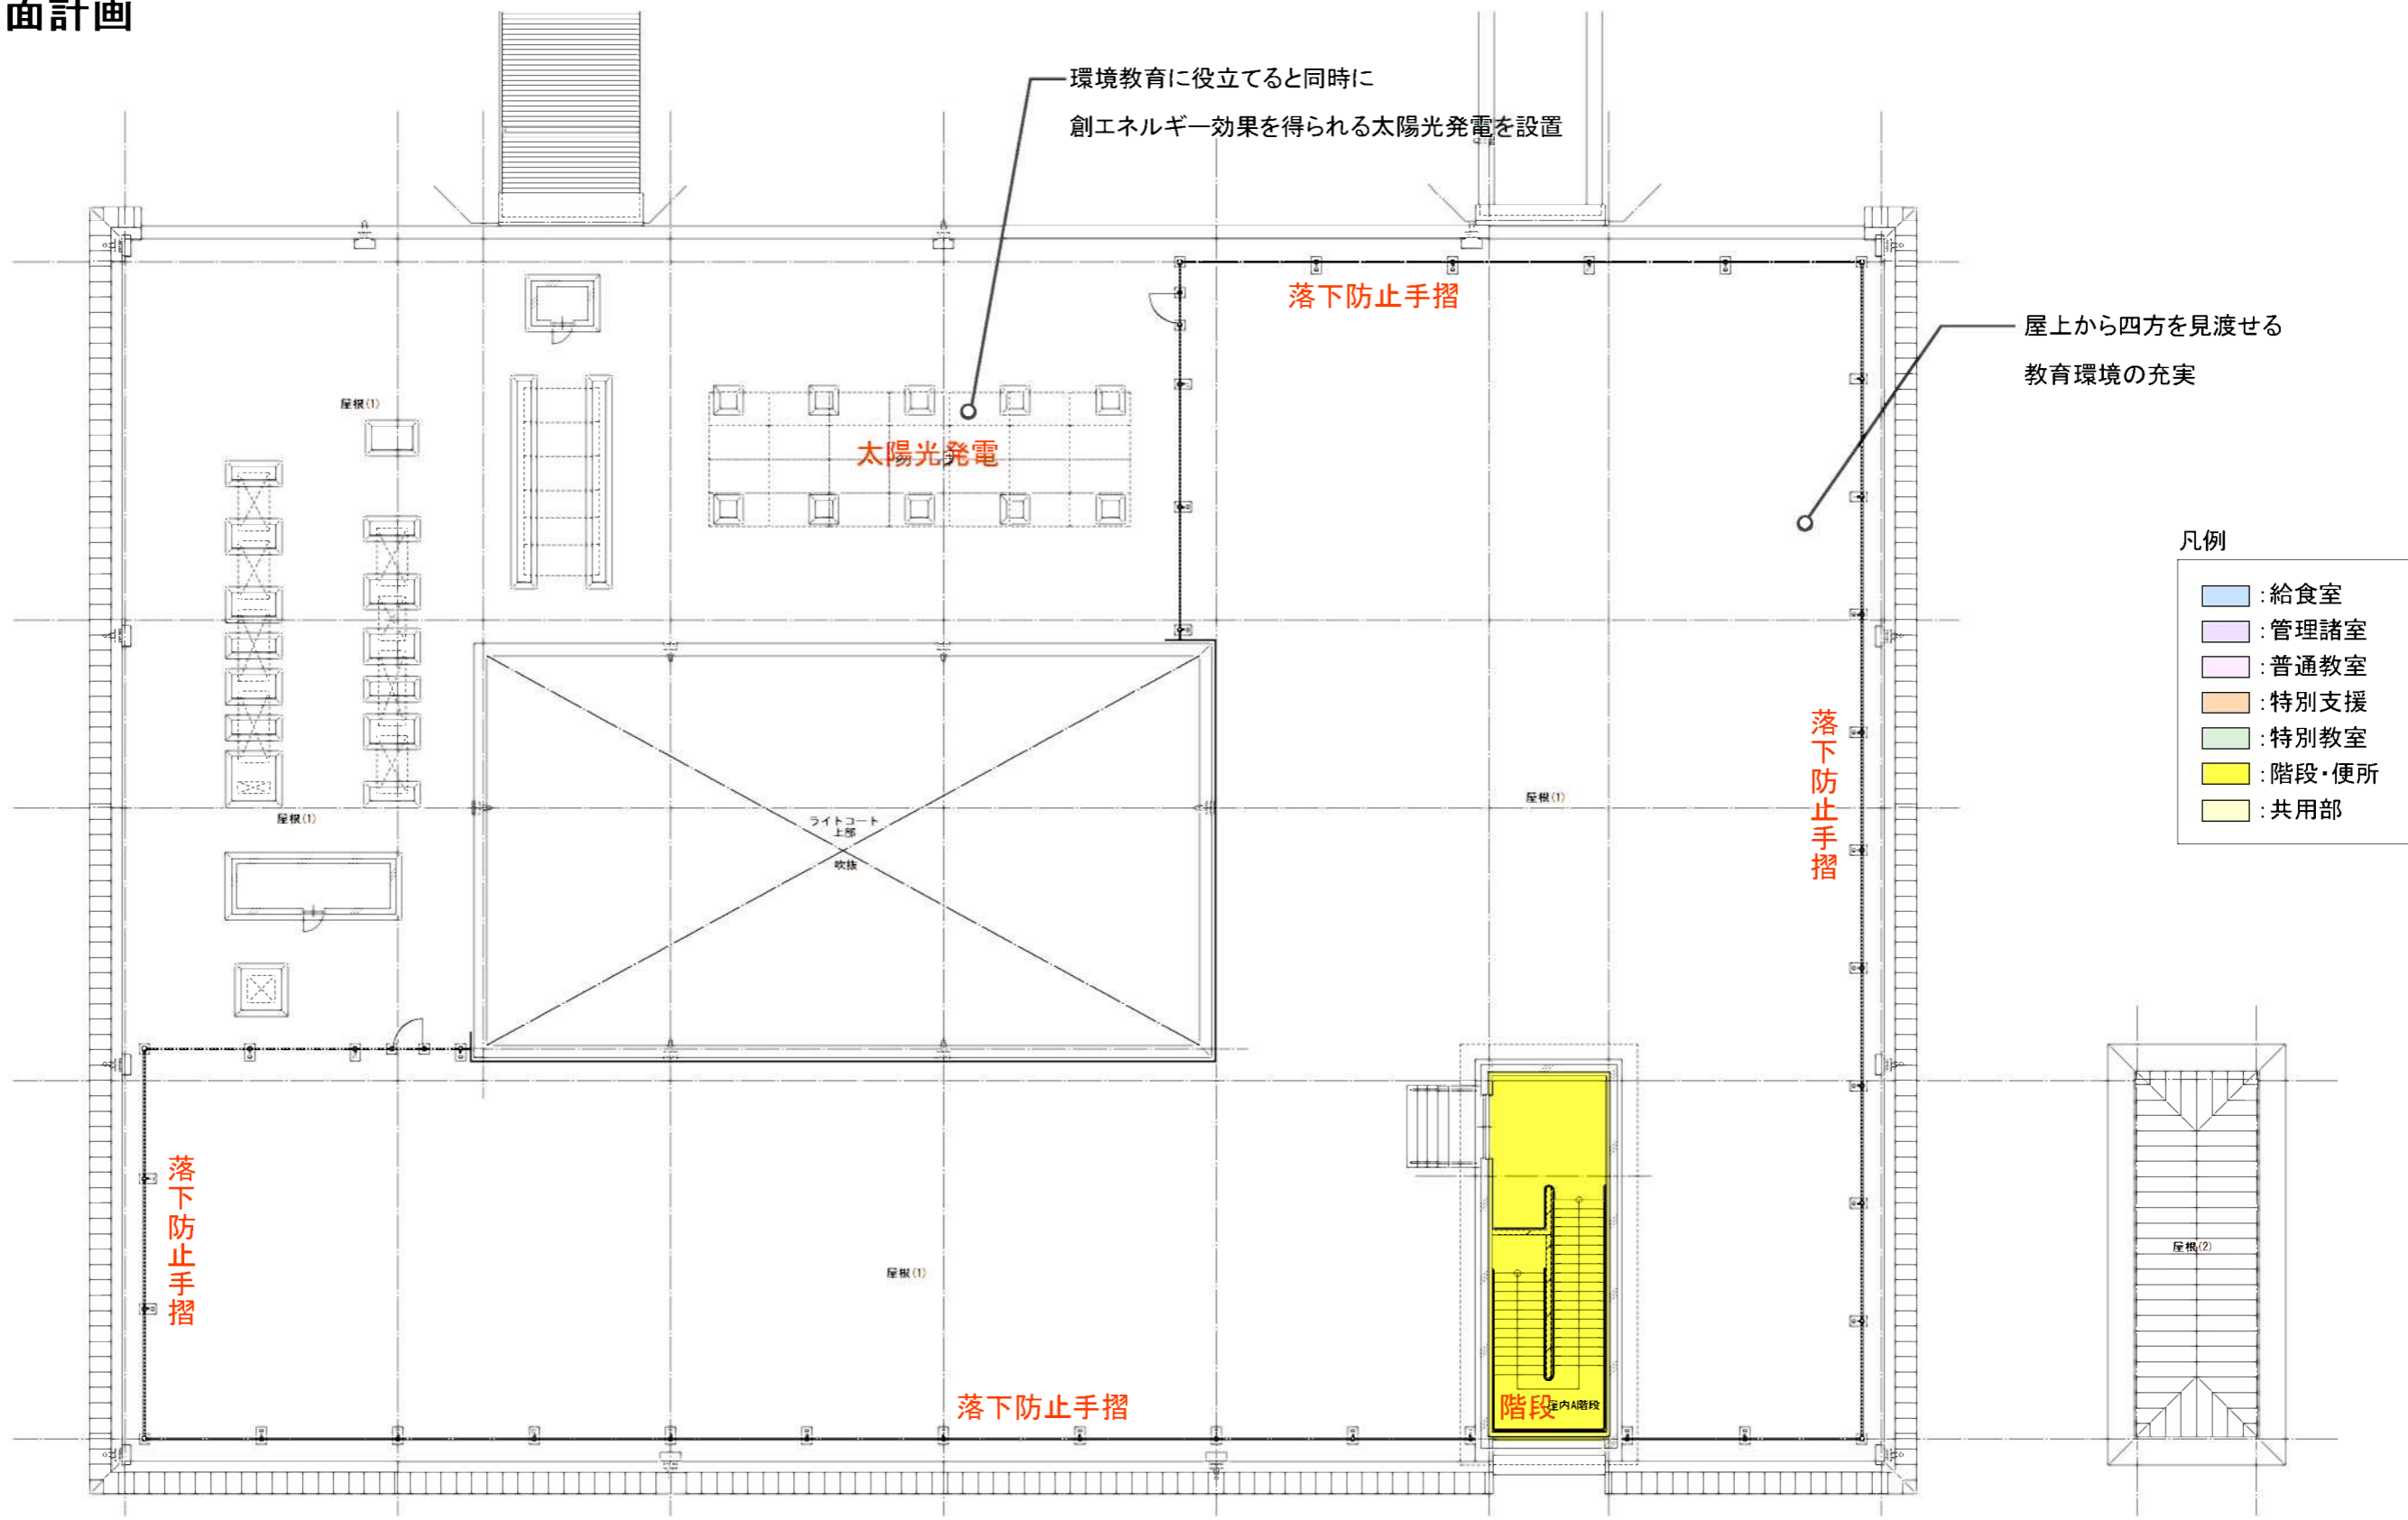 面計画
環境教育に役立てると同時に
創エネルギー効果を得られる太陽光発電を設置
落下防止手摺
屋上から四方を見渡せる
教育環境の充実
屋根(1)
太陽光発電
凡例
:給食室
:管理諸室
:普通教室
:特別支援
:特別教室
:階段・便所
:共用部
落下防止手摺
屋根(1)
屋根(1)
ライトコート
上部
吹抜
落下防止手摺
屋根(1)
屋根(2)
落下防止手摺
階段
屋内A階段